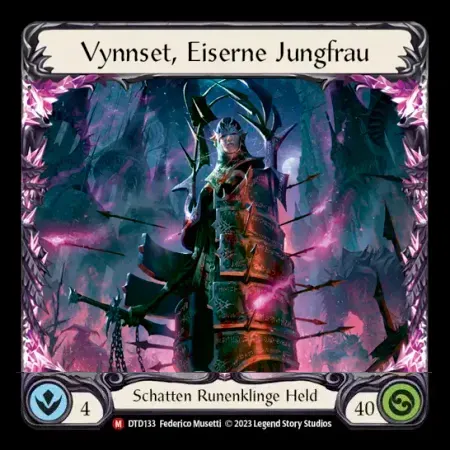 Vynnset, Eiserne Jungfrau
4
Schatten Runenklinge Held
40
M DTD133 Federico Musetti © 2023 Legend Story Studios